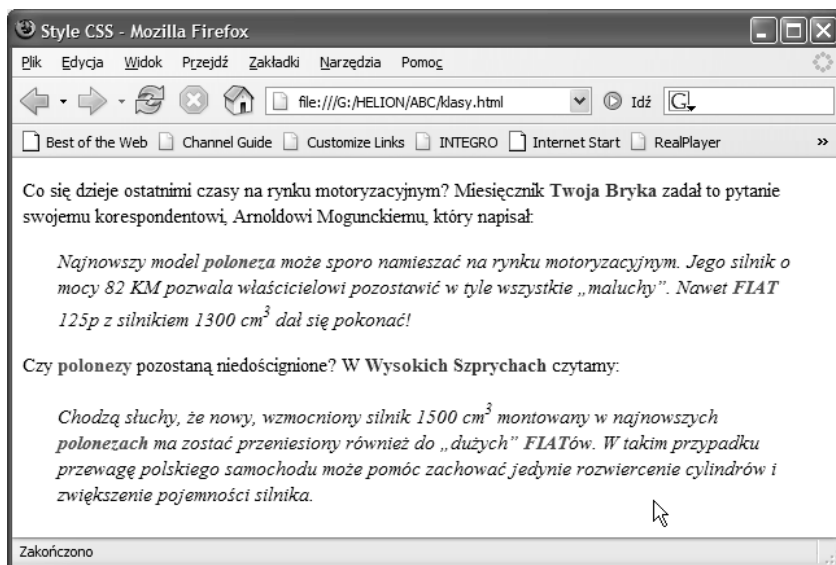 Style CSS - Mozilla Firefox
Plik Edycja Widok Przejdź Zakładki Narzędzia Pomoc
file:///G:/HELION/ABC/klasy.html Idź G
Best of the Web Channel Guide Customize Links INTEGRO Internet Start RealPlayer »
Co się dzieje ostatnimi czasy na rynku motoryzacyjnym? Miesięcznik Twoja Bryka zadał to pytanie
swojemu korespondentowi, Arnoldowi Mogunckiemu, który napisał:
Najnowszy model poloneza może sporo namieszać na rynku motoryzacyjnym. Jego silnik o
mocy 82 KM pozwala właścicielowi pozostawić w tyle wszystkie „maluchy”. Nawet FIAT
125p z silnikiem 1300 cm³ dał się pokonać!
Czy polonezy pozostaną niedoścignione? W Wysokich Szprychach czytamy:
Chodzą słuchy, że nowy, wzmocniony silnik 1500 cm³ montowany w najnowszych
polonezach ma zostać przeniesiony również do „dużych” FIATów. W takim przypadku
przewagę polskiego samochodu może pomóc zachować jedynie rozwiercenie cylindrów i
zwiększenie pojemności silnika.
Zakończono